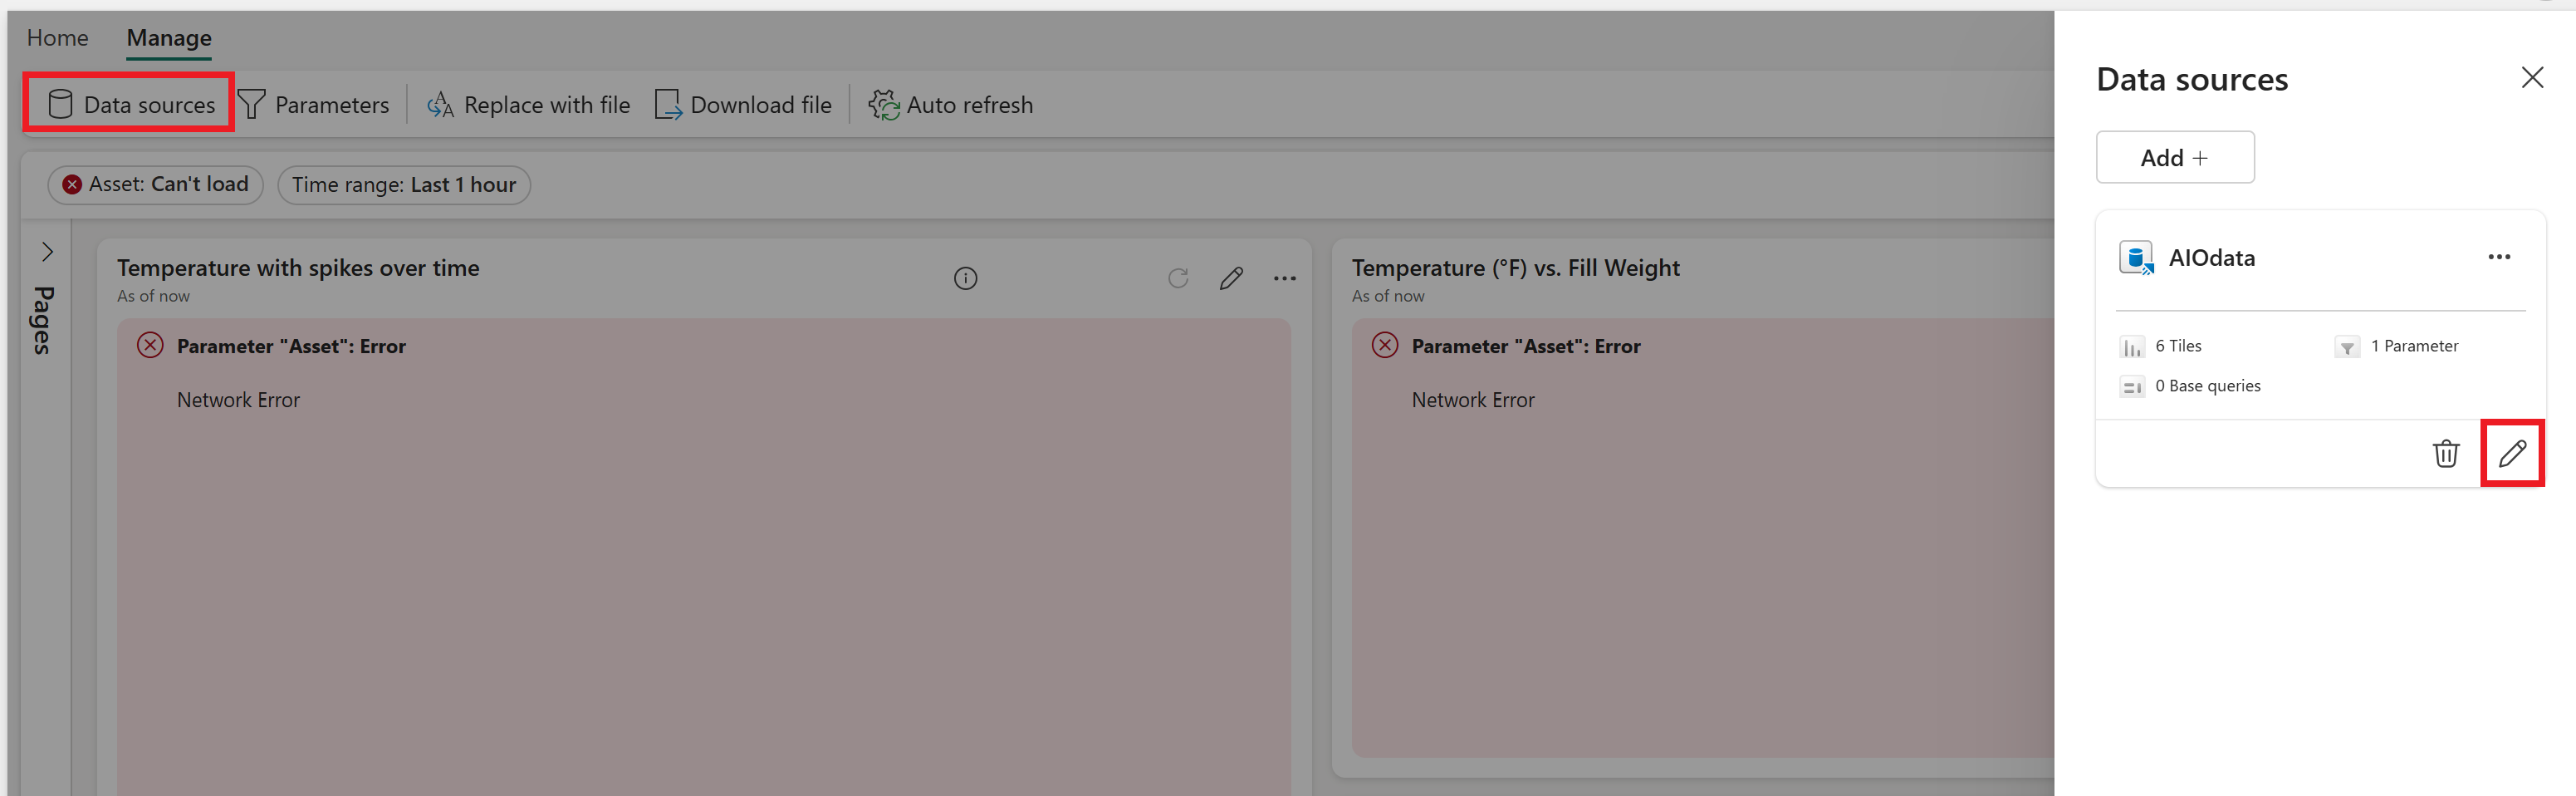 Home Manage
Data sources Parameters Replace with file Download file Auto refresh
Asset: Can't load Time range: Last 1 hour
Pages
Temperature with spikes over time
As of now
Parameter "Asset": Error
Network Error
Temperature (°F) vs. Fill Weight
As of now
Parameter "Asset": Error
Network Error
Data sources
Add +
AIOdata
6 Tiles 1 Parameter
0 Base queries